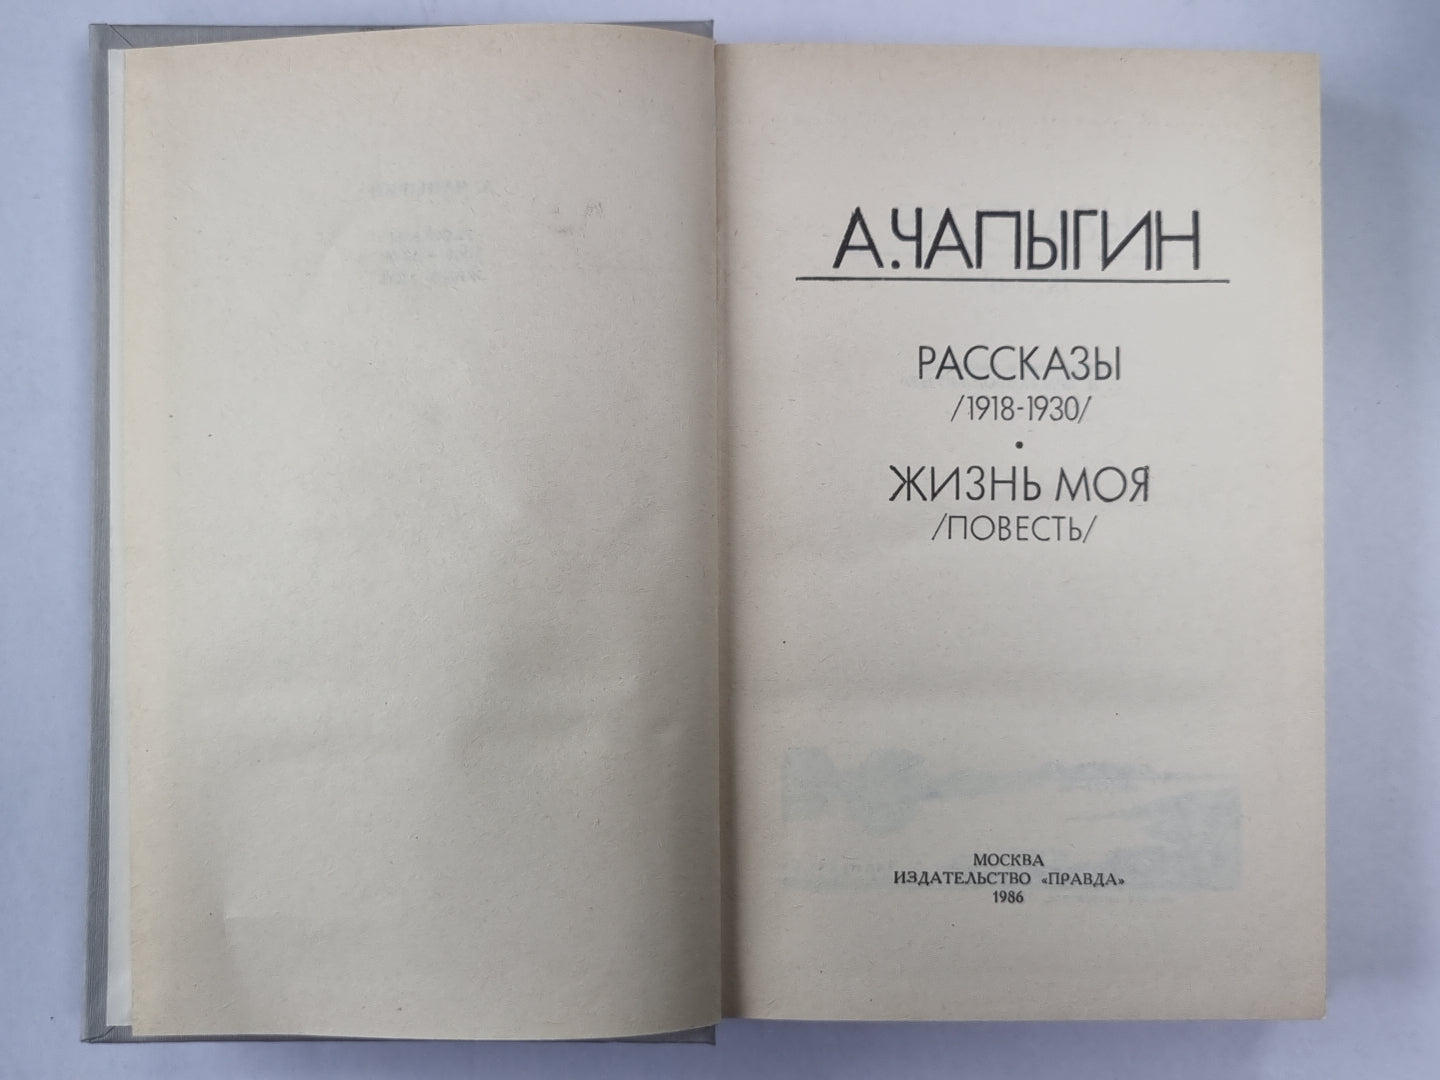 А.ЧАПЫГИН
РАССКАЗЫ
/1918-1930/
•
ЖИЗНЬ МОЯ
/ПОВЕСТЬ/
МОСКВА
ИЗДАТЕЛЬСТВО «ПРАВДА»
1986